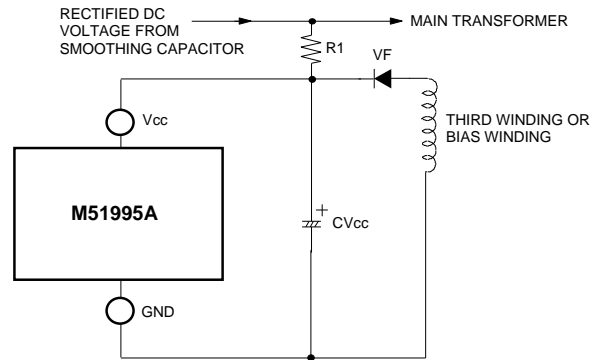 RECTIFIED DC
VOLTAGE FROM
SMOOTHING CAPACITOR
MAIN TRANSFORMER
R1
VF
THIRD WINDING OR
BIAS WINDING
Vcc
M51995A
CVcc
+
GND